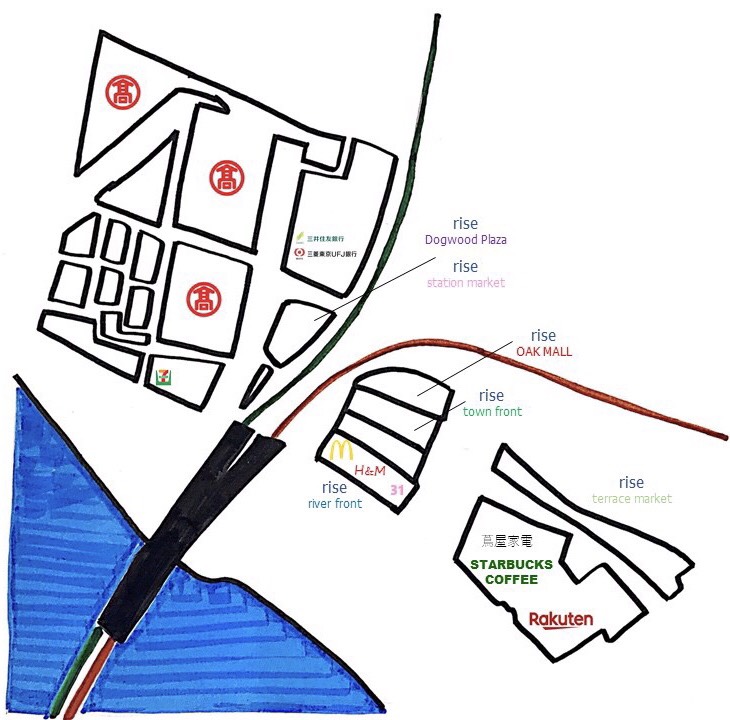 髙
髙
三井住友銀行
三菱東京UFJ銀行
髙
7
rise
Dogwood Plaza
rise
station market
rise
OAK MALL
rise
town front
M
H&M
31
rise
river front
rise
terrace market
蔦屋家電
STARBUCKS
COFFEE
Rakuten